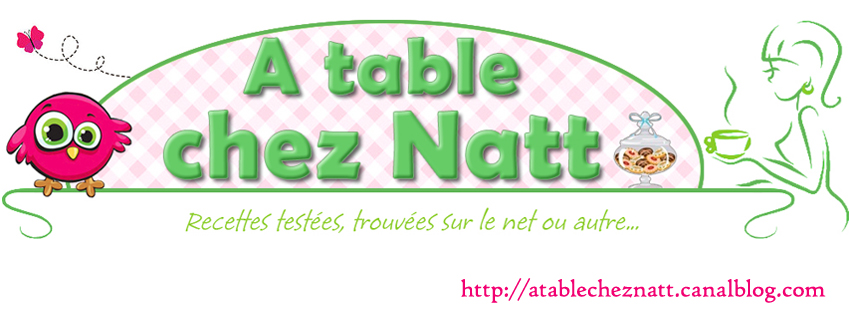 A table
chez Natt
Recettes testées, trouvées sur le net ou autre...
http://atablecheznatt.canalblog.com